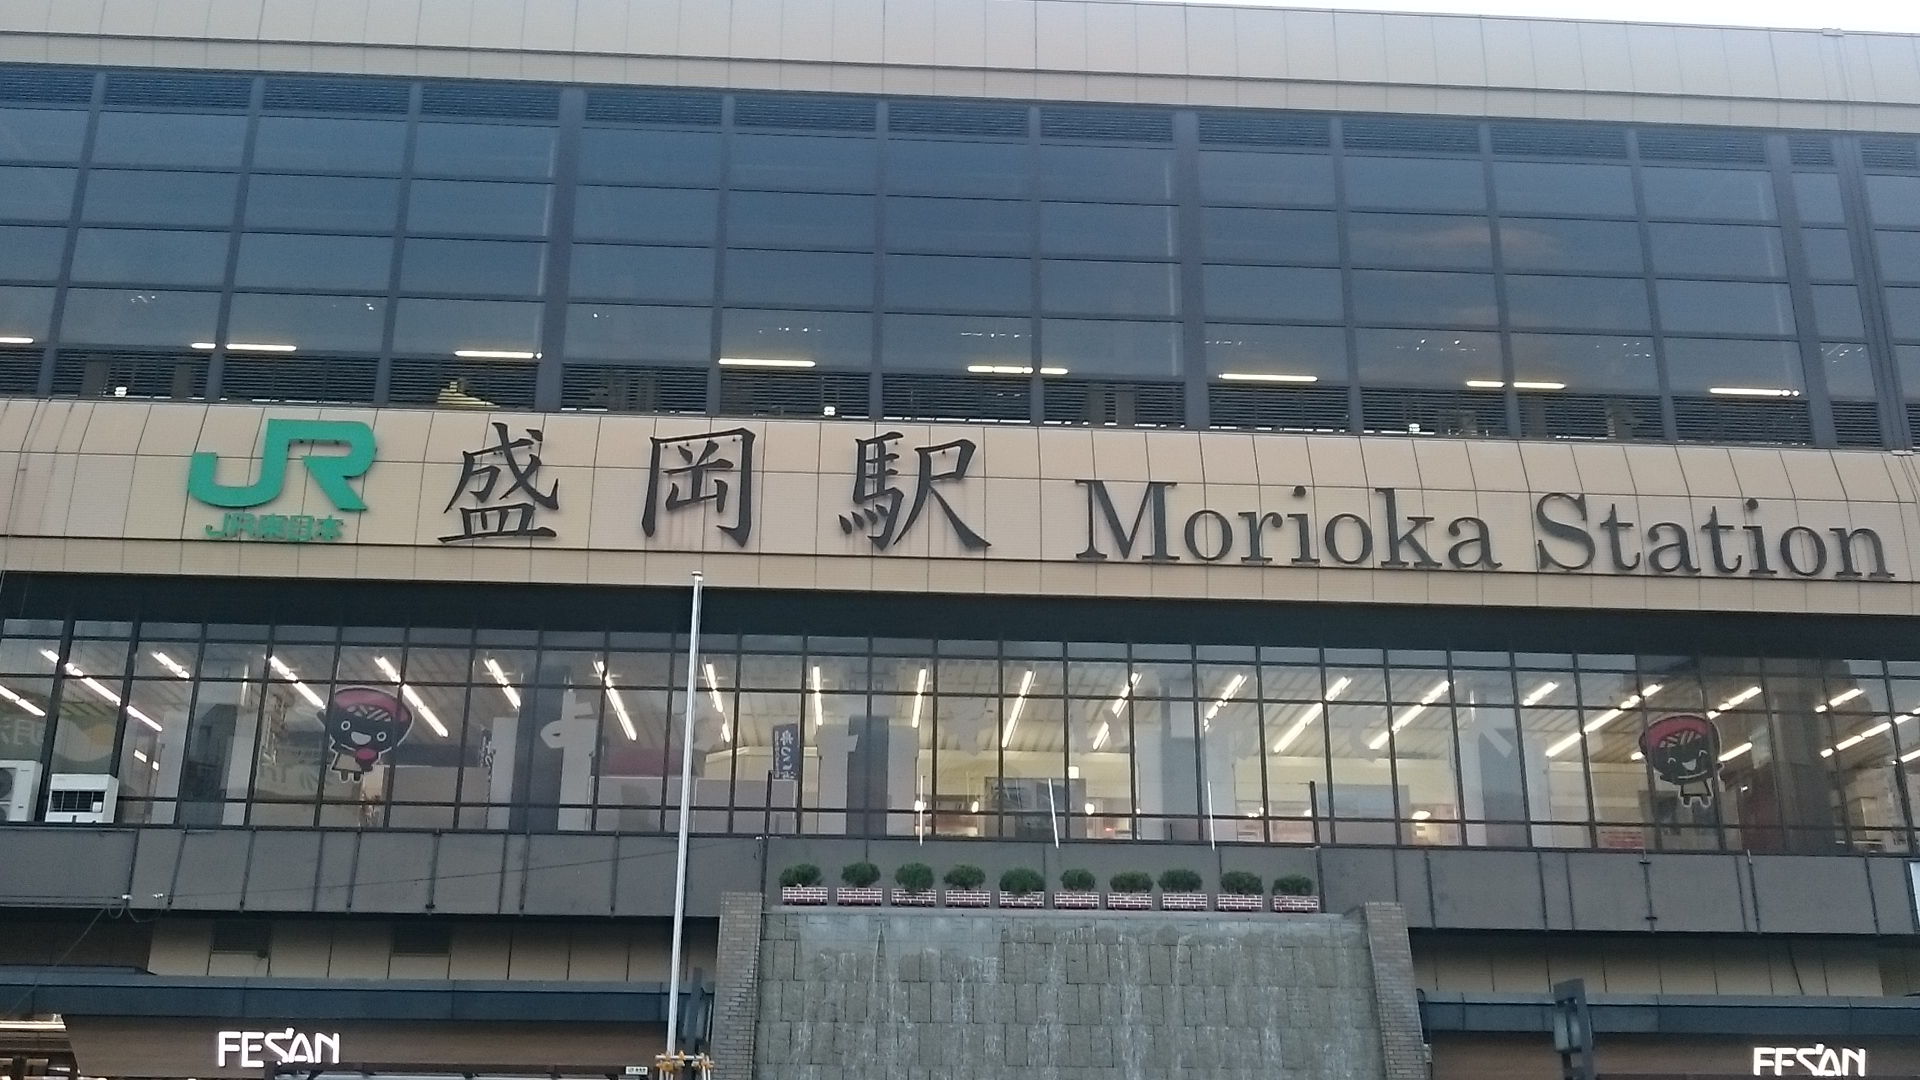 JR 盛岡駅 Morioka Station
JR東日本
FESAN
FESAN